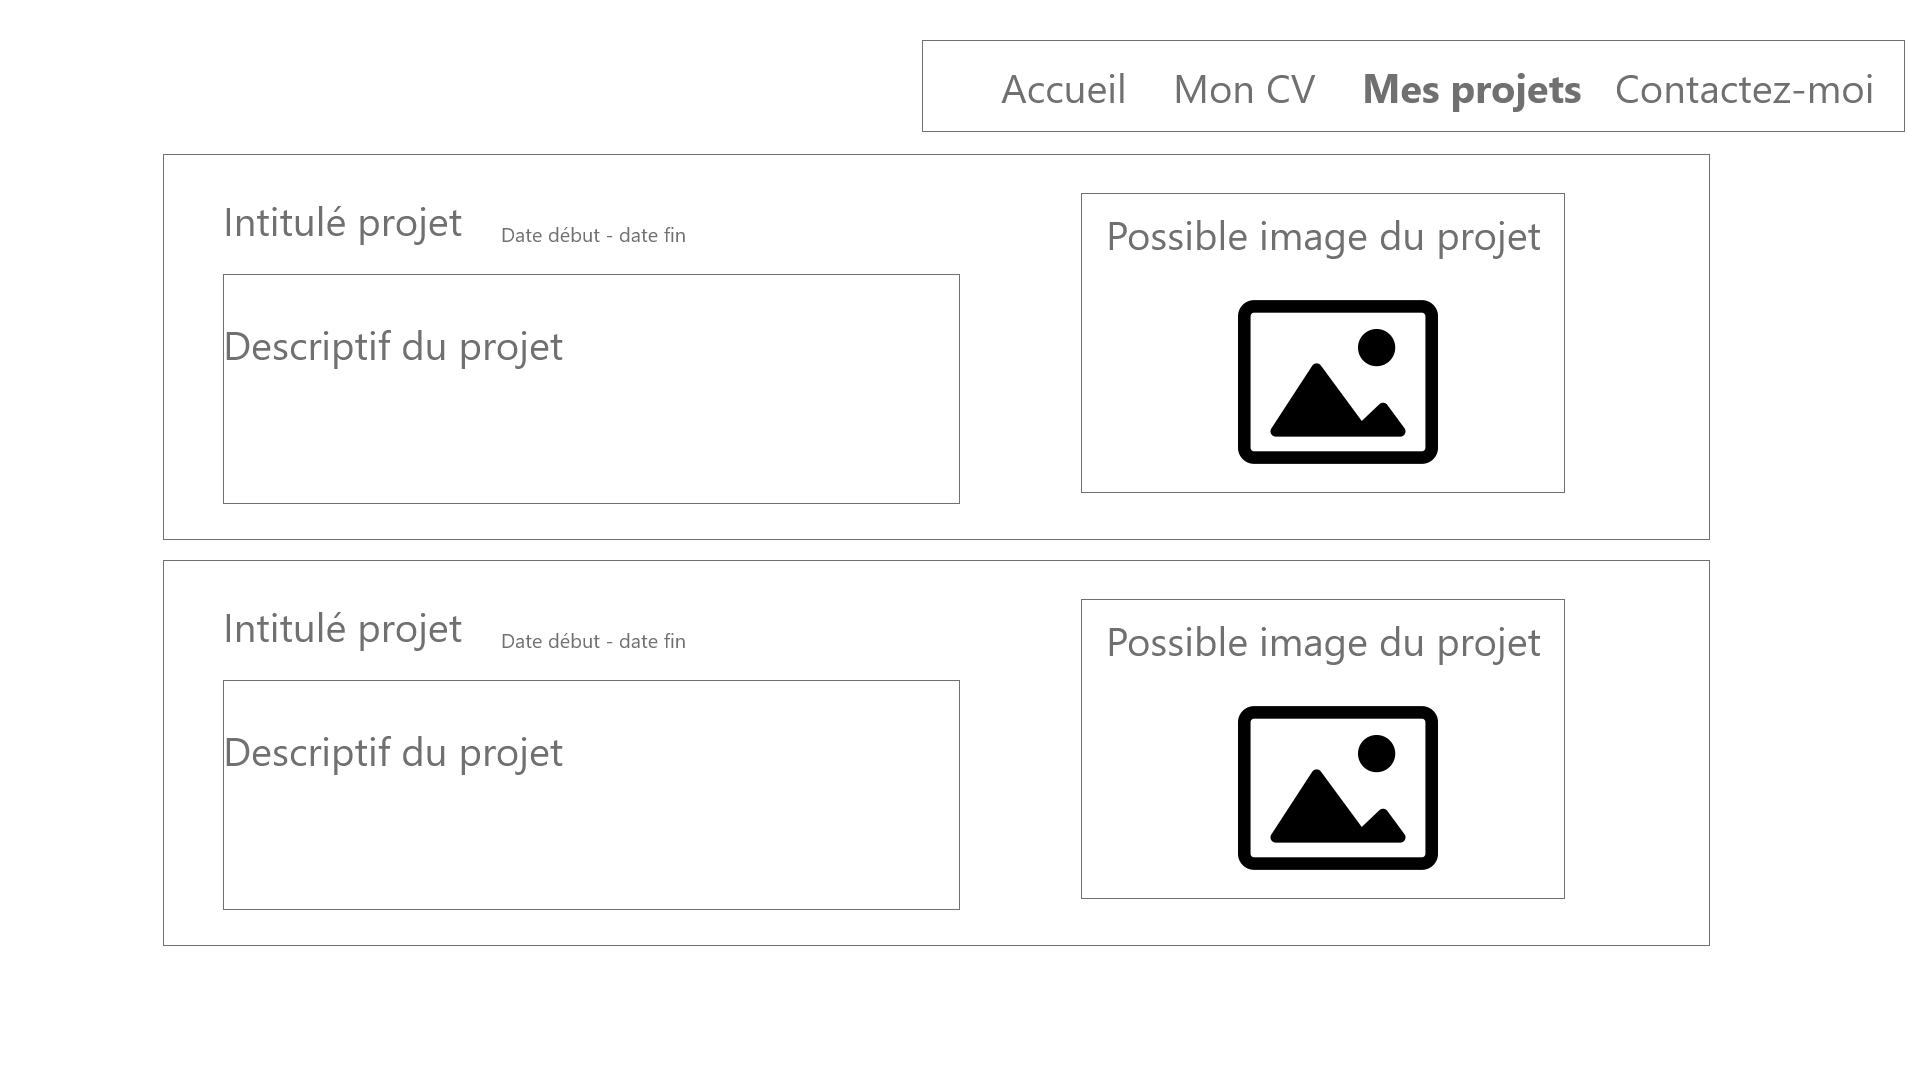 Accueil Mon CV Mes projets Contactez-moi
Intitulé projet Date début - date fin
Possible image du projet
Descriptif du projet
Intitulé projet Date début - date fin
Possible image du projet
Descriptif du projet